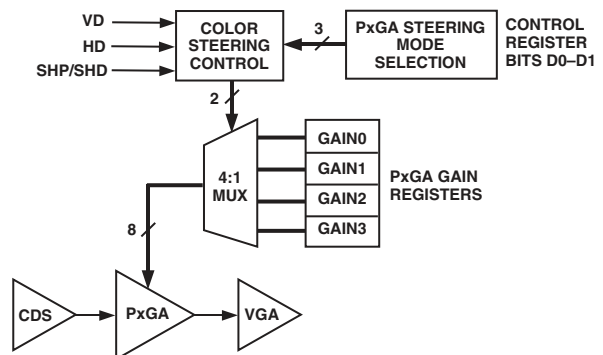 VD
HD
SHP/SHD
COLOR
STEERING
CONTROL
3
PxGA STEERING
MODE
SELECTION
CONTROL
REGISTER
BITS D0–D1
2
4:1
MUX
GAIN0
GAIN1
GAIN2
GAIN3
PxGA GAIN
REGISTERS
8
CDS
PxGA
VGA